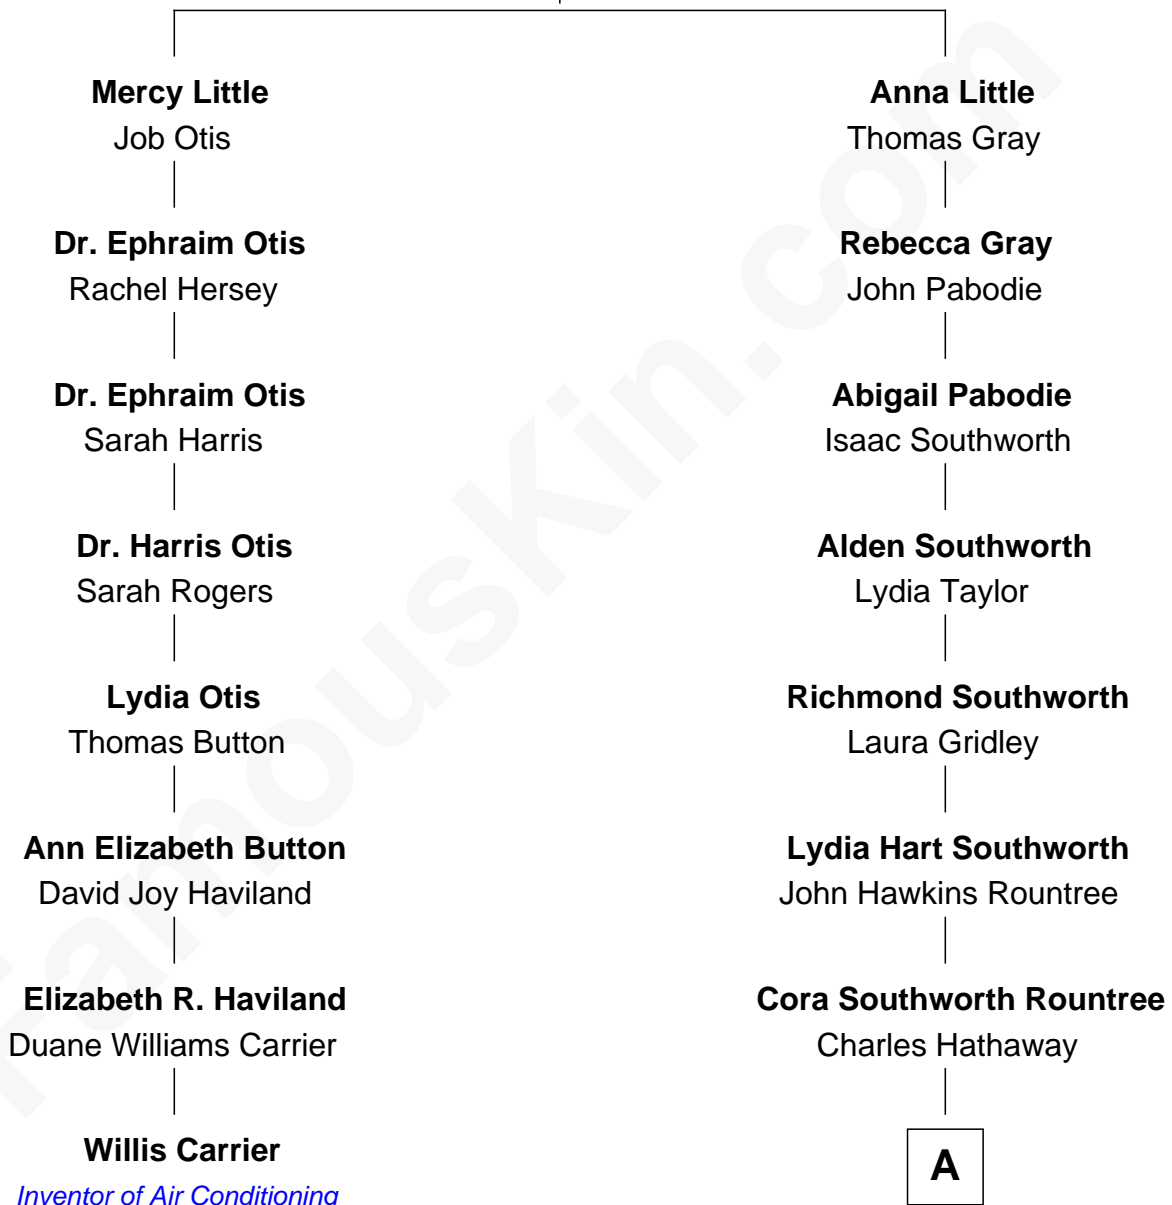 Mercy Little
Job Otis
Dr. Ephraim Otis
Rachel Hersey
Dr. Ephraim Otis
Sarah Harris
Dr. Harris Otis
Sarah Rogers
Lydia Otis
Thomas Button
Ann Elizabeth Button
David Joy Haviland
Elizabeth R. Haviland
Duane Williams Carrier
Willis Carrier
Inventor of Air Conditioning
Anna Little
Thomas Gray
Rebecca Gray
John Pabodie
Abigail Pabodie
Isaac Southworth
Alden Southworth
Lydia Taylor
Richmond Southworth
Laura Gridley
Lydia Hart Southworth
John Hawkins Rountree
Cora Southworth Rountree
Charles Hathaway
A
FamousKin.com